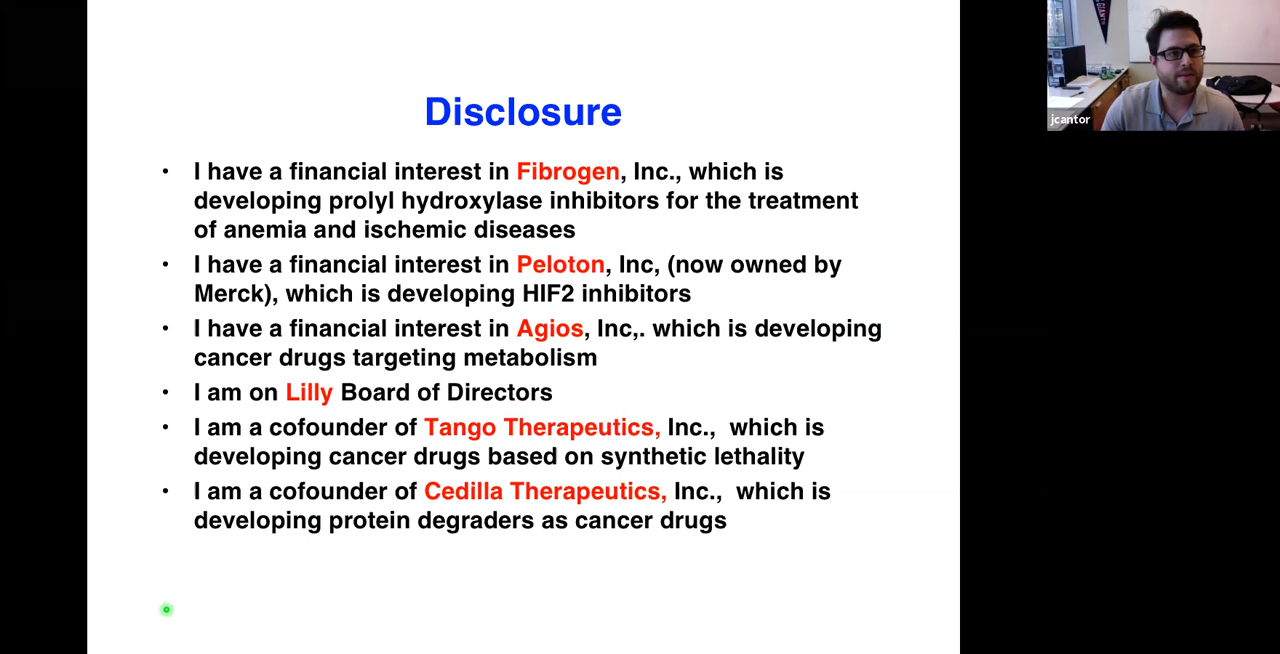 Disclosure
• I have a financial interest in Fibrogen, Inc., which is
developing prolyl hydroxylase inhibitors for the treatment
of anemia and ischemic diseases
• I have a financial interest in Peloton, Inc, (now owned by
Merck), which is developing HIF2 inhibitors
• I have a financial interest in Agios, Inc,. which is developing
cancer drugs targeting metabolism
• I am on Lilly Board of Directors
• I am a cofounder of Tango Therapeutics, Inc.,  which is
developing cancer drugs based on synthetic lethality
• I am a cofounder of Cedilla Therapeutics, Inc.,  which is
developing protein degraders as cancer drugs
GIANTS
jcantor